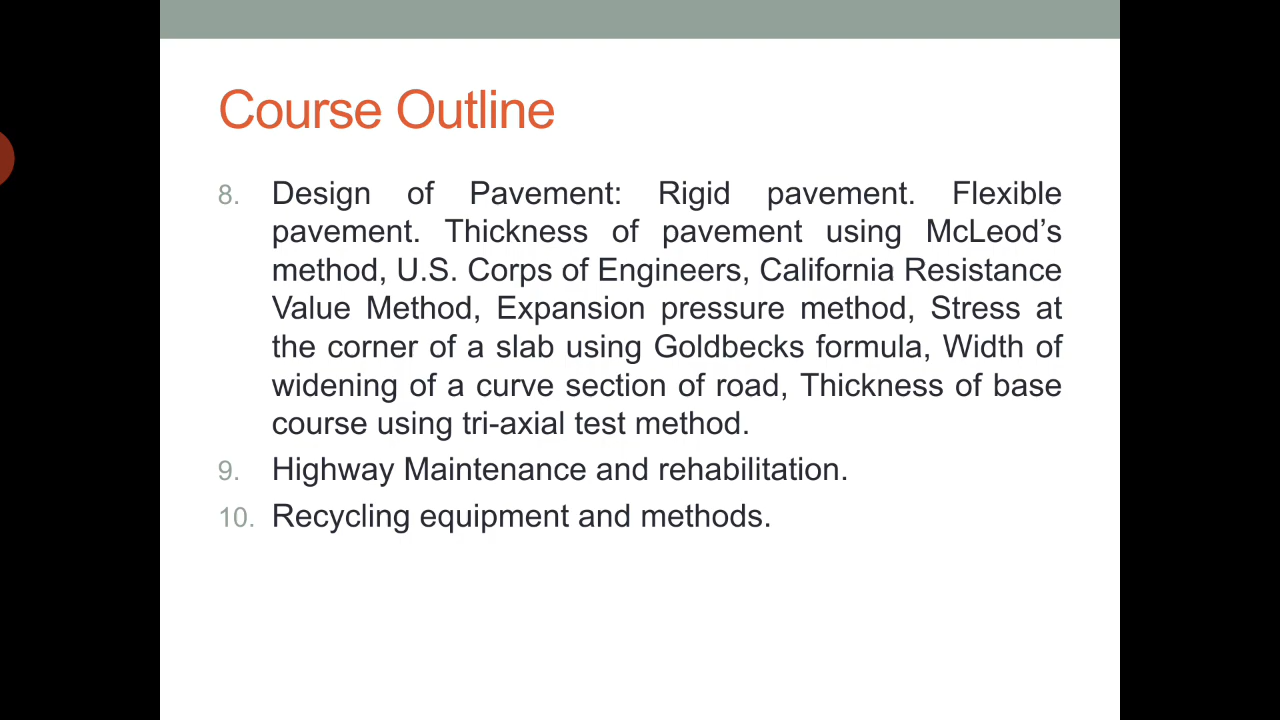 Course Outline
8. Design of Pavement: Rigid pavement. Flexible
pavement. Thickness of pavement using McLeod’s
method, U.S. Corps of Engineers, California Resistance
Value Method, Expansion pressure method, Stress at
the corner of a slab using Goldbecks formula, Width of
widening of a curve section of road, Thickness of base
course using tri-axial test method.
9. Highway Maintenance and rehabilitation.
10. Recycling equipment and methods.